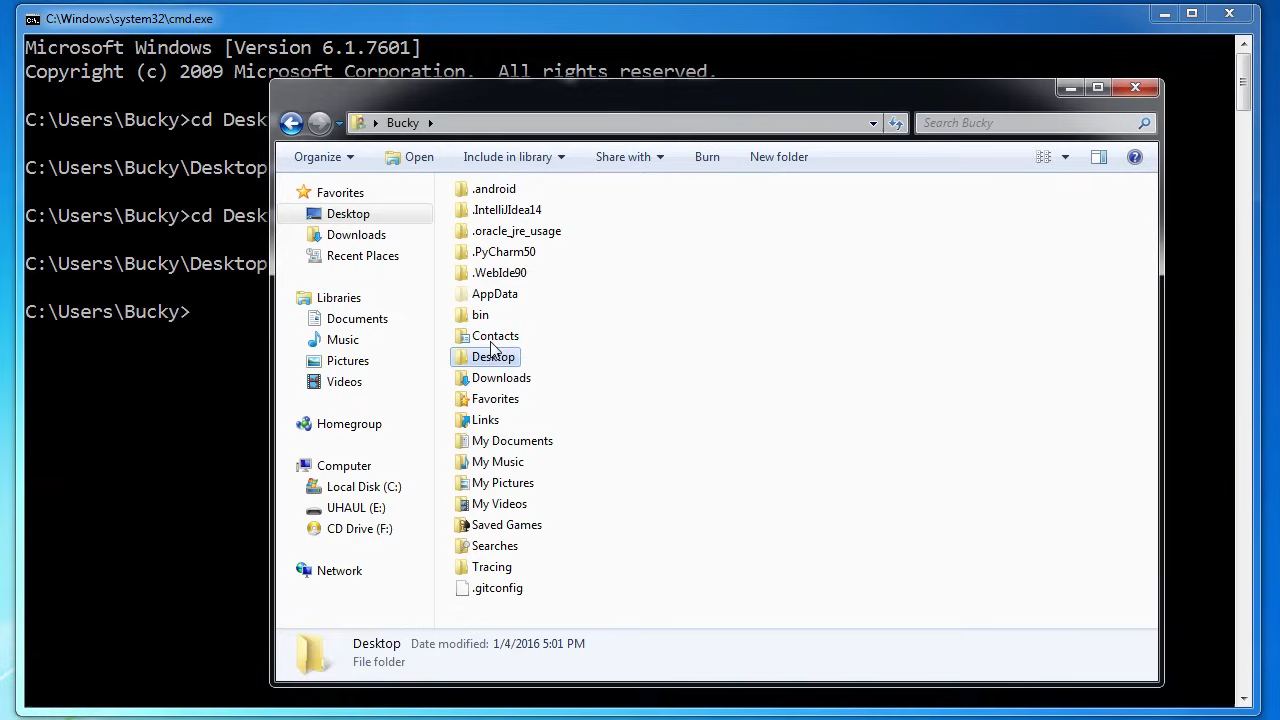 C:\Windows\system32\cmd.exe
Microsoft Windows [Version 6.1.7601]
Copyright (c) 2009 Microsoft Corporation. All rights reserved.
C:\Users\Bucky>cd Desk
C:\Users\Bucky\Desktop
C:\Users\Bucky>cd Desk
C:\Users\Bucky\Desktop
C:\Users\Bucky>
Bucky
Search Bucky
Organize
Open
Include in library
Share with
Burn
New folder
Favorites
Desktop
Downloads
Recent Places
Libraries
Documents
Music
Pictures
Videos
Homegroup
Computer
Local Disk (C:)
UHAUL (E:)
CD Drive (F:)
Network
.android
.IntelliJIdea14
.oracle_jre_usage
.PyCharm50
.WebIde90
AppData
bin
Contacts
Desktop
Downloads
Favorites
Links
My Documents
My Music
My Pictures
My Videos
Saved Games
Searches
Tracing
.gitconfig
Desktop Date modified: 1/4/2016 5:01 PM
File folder